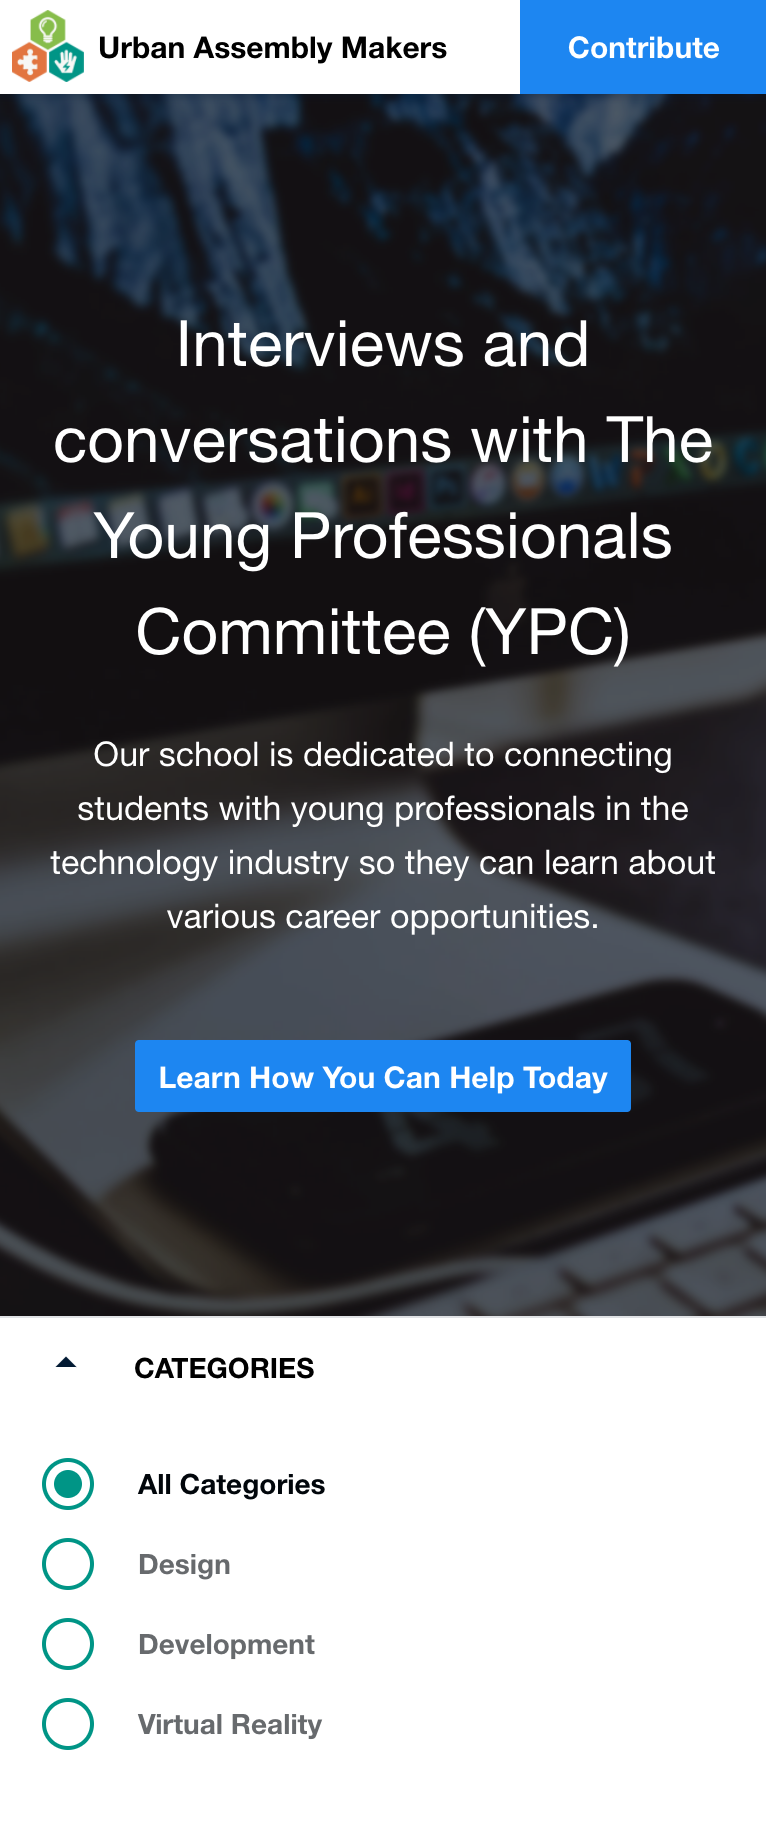 Urban Assembly Makers
Contribute
Interviews and
conversations with The
Young Professionals
Committee (YPC)
Our school is dedicated to connecting
students with young professionals in the
technology industry so they can learn about
various career opportunities.
Learn How You Can Help Today
CATEGORIES
All Categories
Design
Development
Virtual Reality